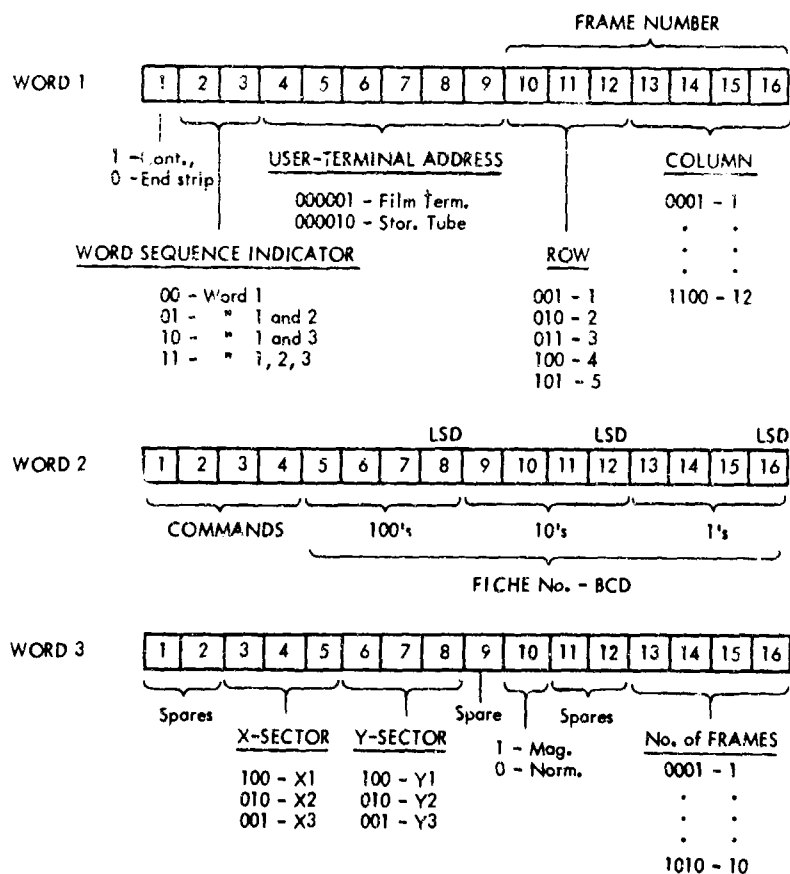 FRAME NUMBER
WORD 1 1 2 3 4 5 6 7 8 9 10 11 12 13 14 15 16
1 - Cont., USER-TERMINAL ADDRESS COLUMN
0 - End strip
000001 - Film Term. 0001 - 1
000010 - Stor. Tube . .
WORD SEQUENCE INDICATOR ROW . .
. .
00 - Word 1 001 - 1 1100 - 12
01 - " 1 and 2 010 - 2
10 - " 1 and 3 011 - 3
11 - " 1, 2, 3 100 - 4
101 - 5
LSD LSD LSD
WORD 2 1 2 3 4 5 6 7 8 9 10 11 12 13 14 15 16
COMMANDS 100's 10's 1's
FICHE No. - BCD
WORD 3 1 2 3 4 5 6 7 8 9 10 11 12 13 14 15 16
Spares Spare Spares
X-SECTOR Y-SECTOR 1 - Mag. No. of FRAMES
0 - Norm. 0001 - 1
100 - X1 100 - Y1 . .
010 - X2 010 - Y2 . .
001 - X3 001 - Y3 . .
1010 - 10